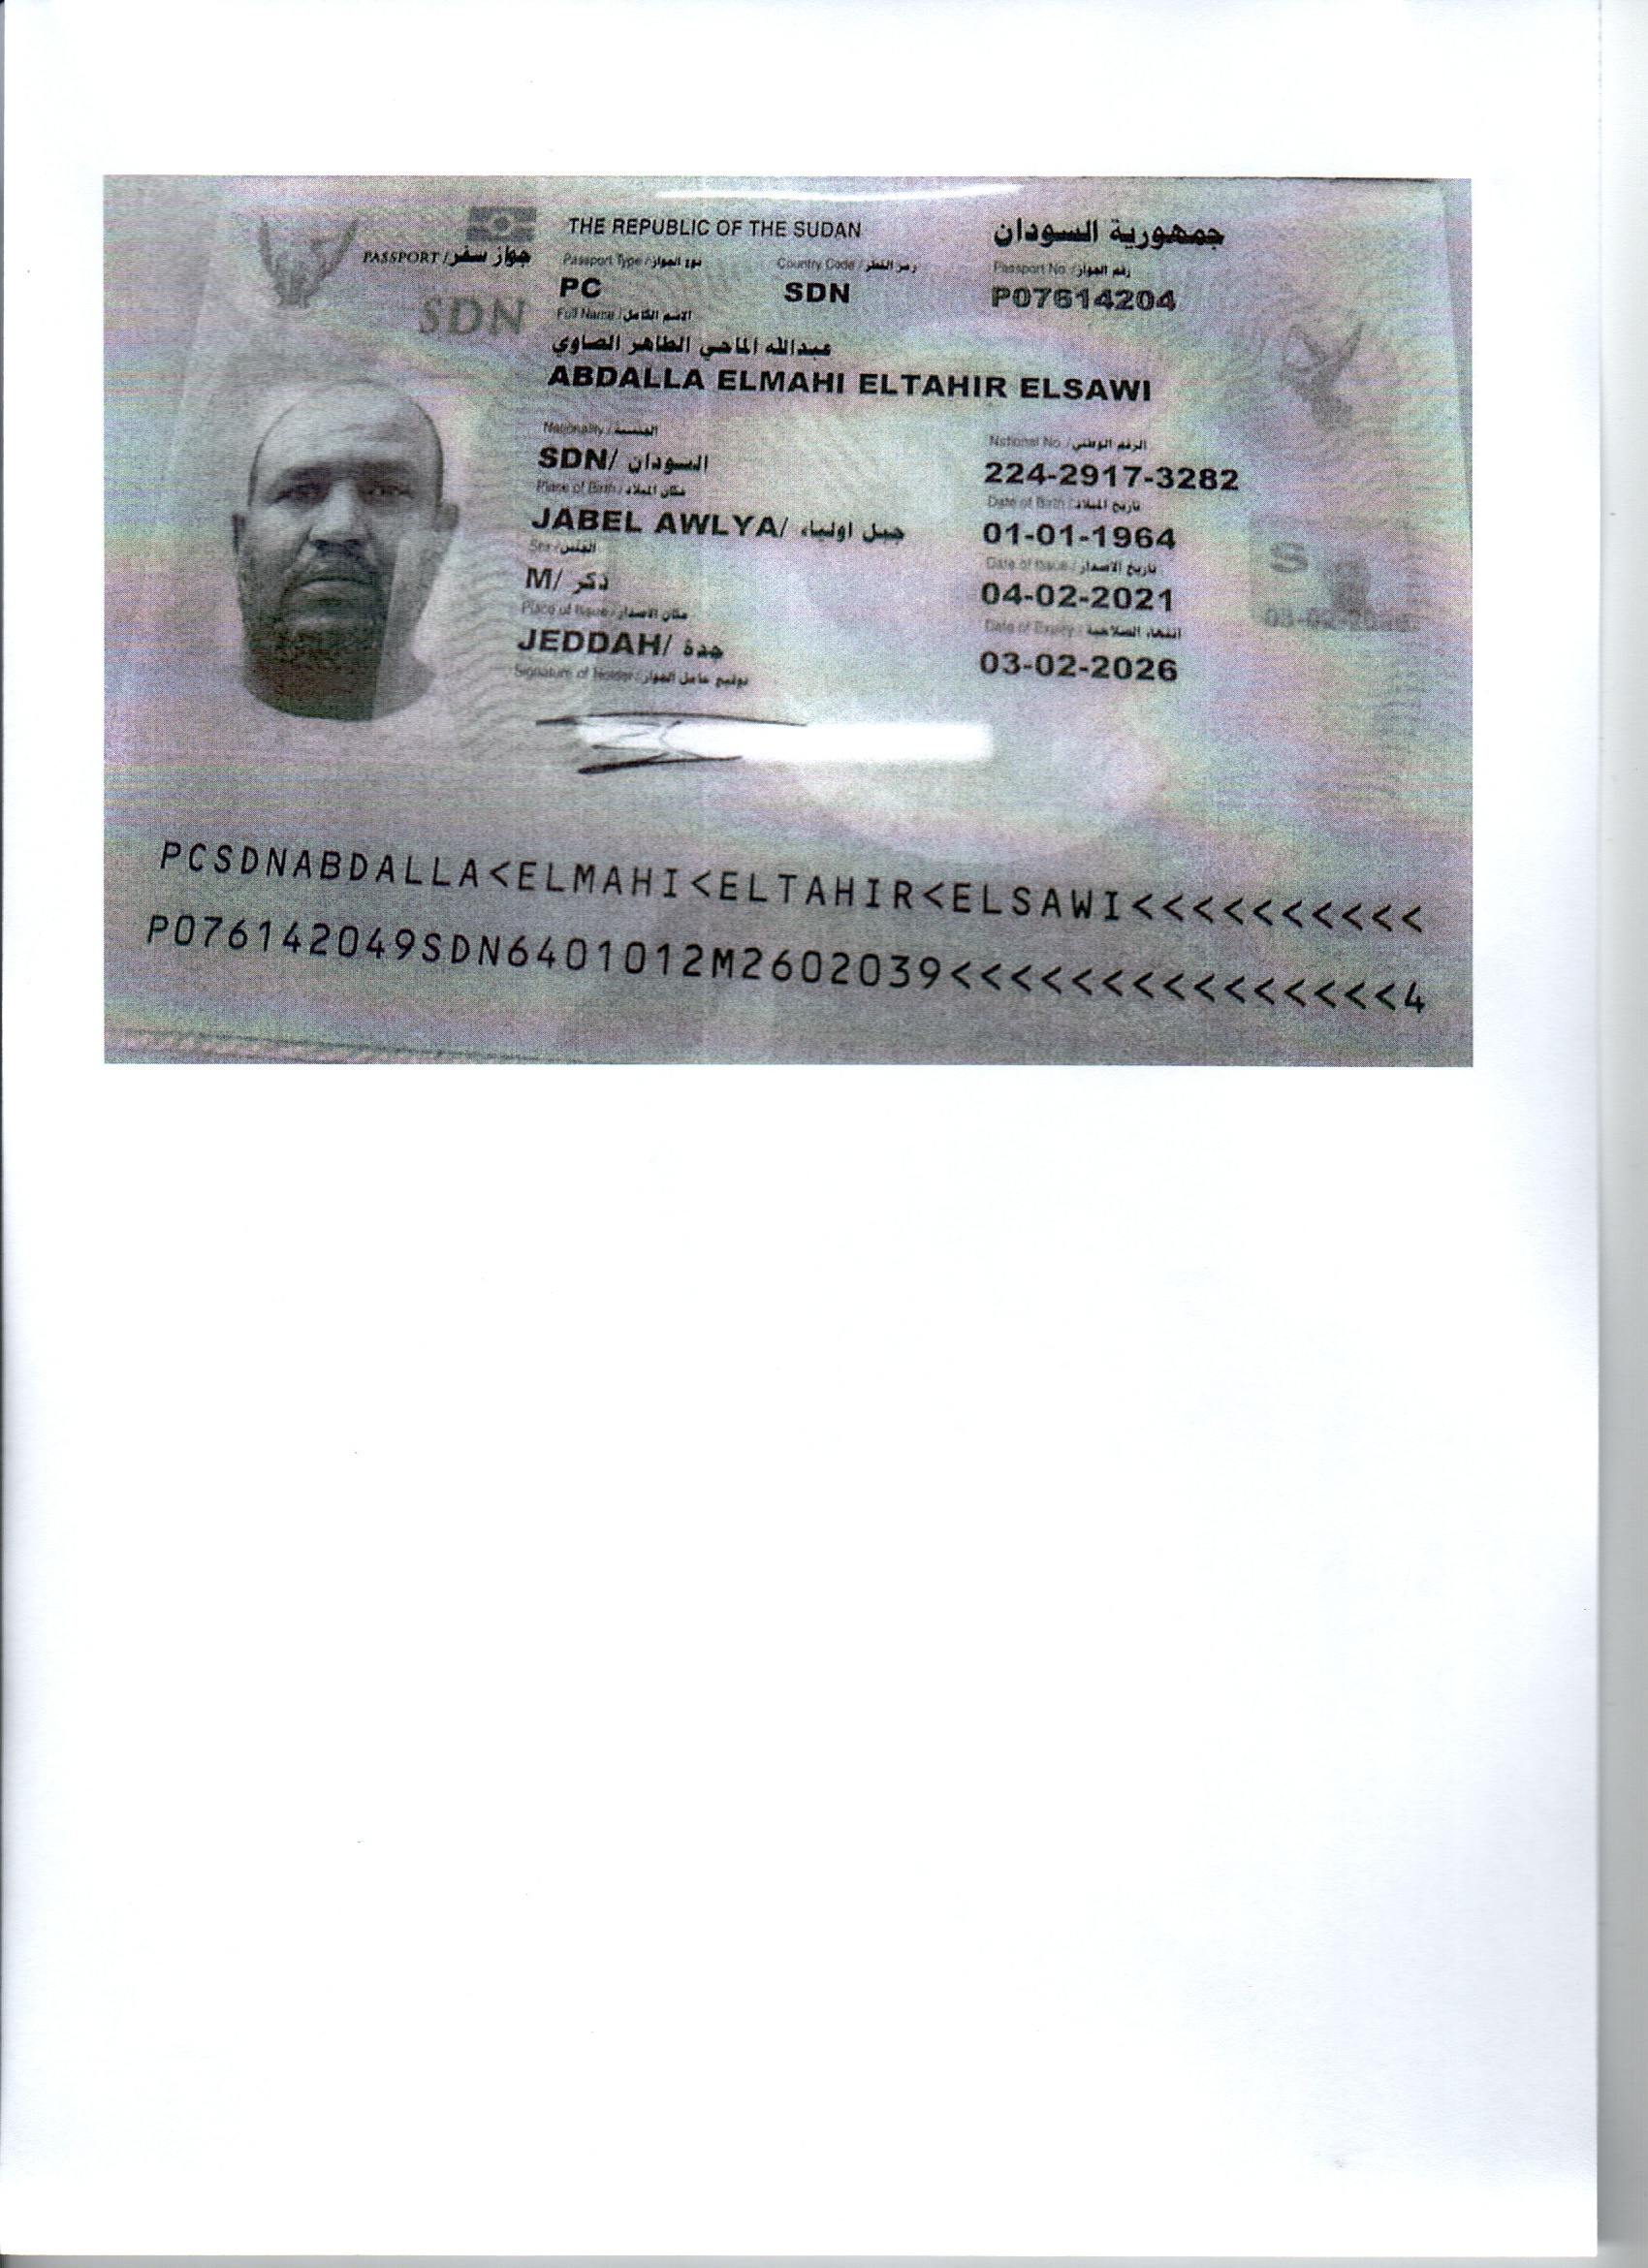 THE REPUBLIC OF THE SUDAN
جمهورية السودان
PASSPORT / جواز سفر
Passport Type / نوع الجواز
Country Code / رمز القطر
Passport No. / رقم الجواز
PC
SDN
P07614204
SDN
Full Name / الاسم الكامل
عبدالله الماحي الطاهر الصاوي
ABDALLA ELMAHI ELTAHIR ELSAWI
Nationality / الجنسية
National No. / الرقم الوطني
SDN/ السودان
224-2917-3282
Place of Birth / مكان الميلاد
Date of Birth / تاريخ الميلاد
JABEL AWLYA/ جبل اولياء
01-01-1964
Sex / الجنس
Date of Issue / تاريخ الاصدار
M/ ذكر
04-02-2021
Place of Issue / مكان الاصدار
Date of Expiry / انتهاء الصلاحية
JEDDAH/ جدة
03-02-2026
Signature of Holder / توقيع حامل الجواز
PCSDNABDALLA<ELMAHI<ELTAHIR<ELSAWI<<<<<<<<<<
P076142049SDN6401012M2602039<<<<<<<<<<<<<<<4